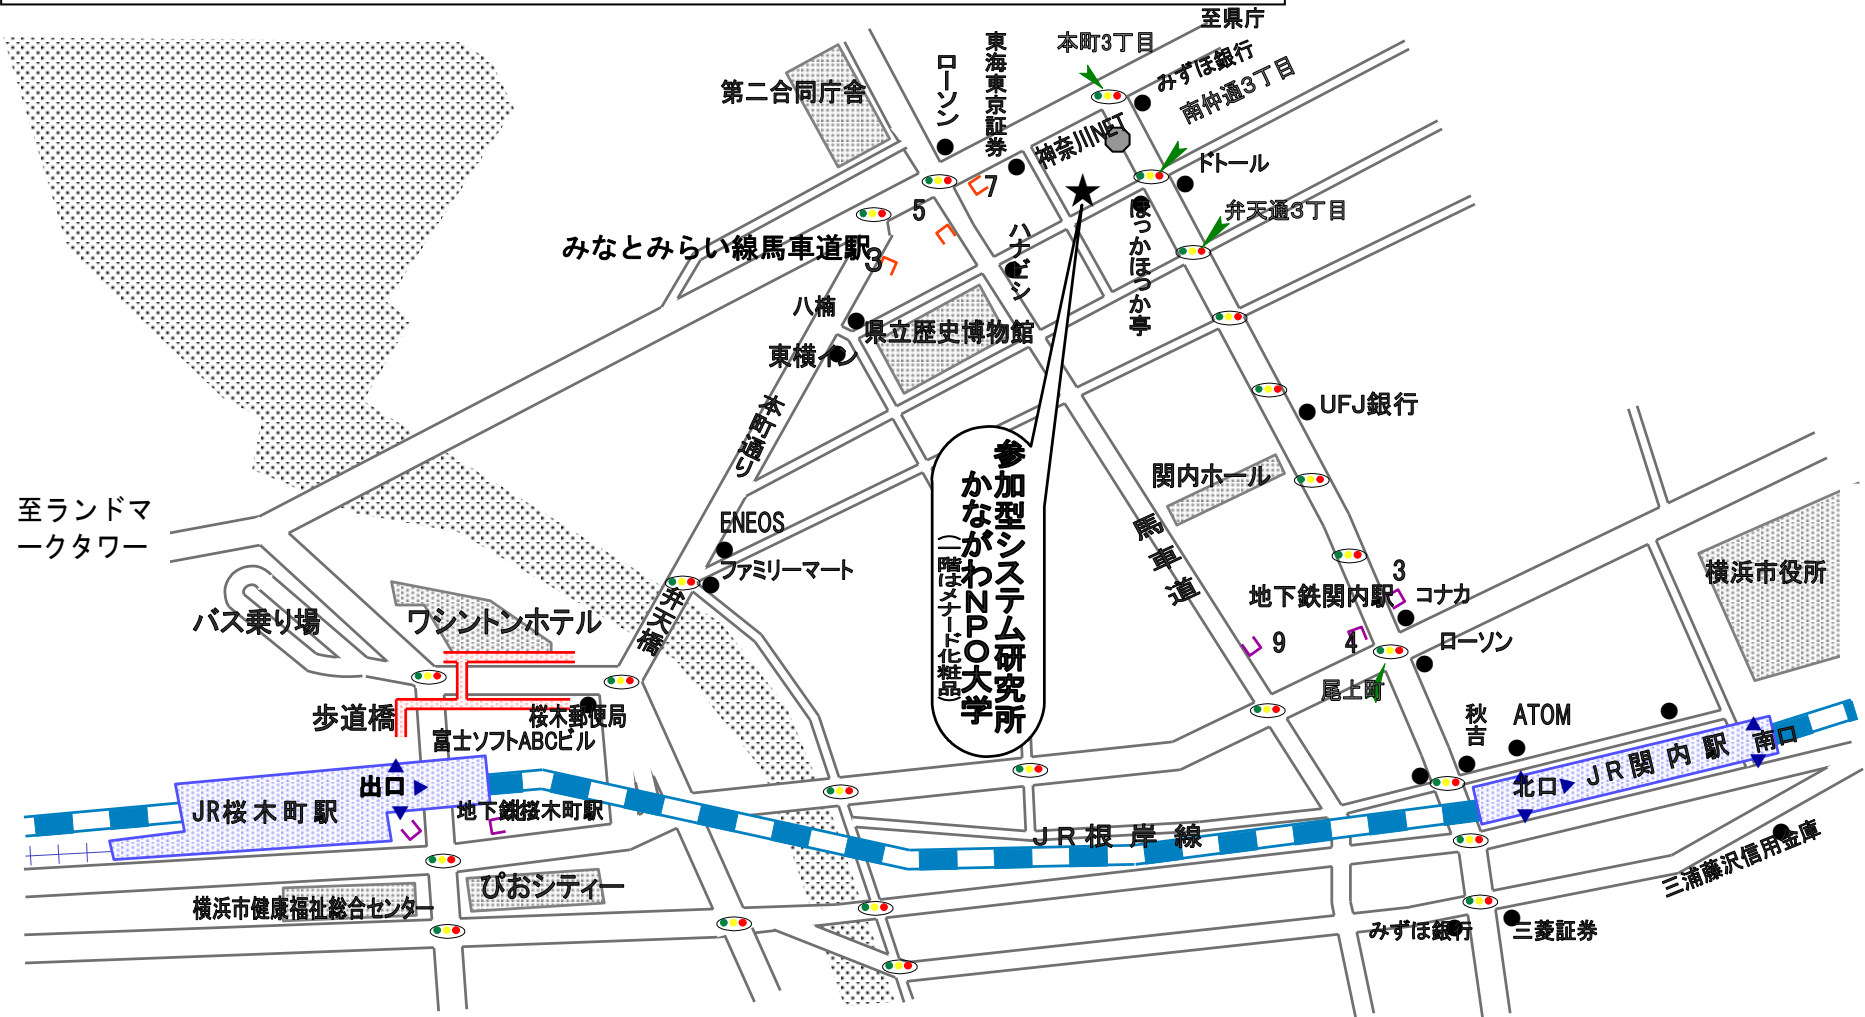 至県庁
本町3丁目
みずほ銀行
南仲通3丁目
東海東京証券
ローソン
第二合同庁舎
神奈川NET
ドトール
7
5
弁天通3丁目
ほっかほっか亭
ハナビシ
みなとみらい線馬車道駅
3
八楠
県立歴史博物館
東横イン
本町通り
UFJ銀行
関内ホール
参加型システム研究所
かながわNPO大学
(一階はメナード化粧品)
至ランドマ
ークタワー
ENEOS
ファミリーマート
馬車道
3
地下鉄関内駅
コナカ
横浜市役所
バス乗り場
ワシントンホテル
弁天橋
9
4
ローソン
尾上町
歩道橋
桜木郵便局
富士ソフトABCビル
秋吉
ATOM
南口
JR関内駅
北口
出口
JR桜木町駅
地下鉄桜木町駅
JR根岸線
三浦藤沢信用金庫
ぴおシティー
横浜市健康福祉総合センター
みずほ銀行
三菱証券